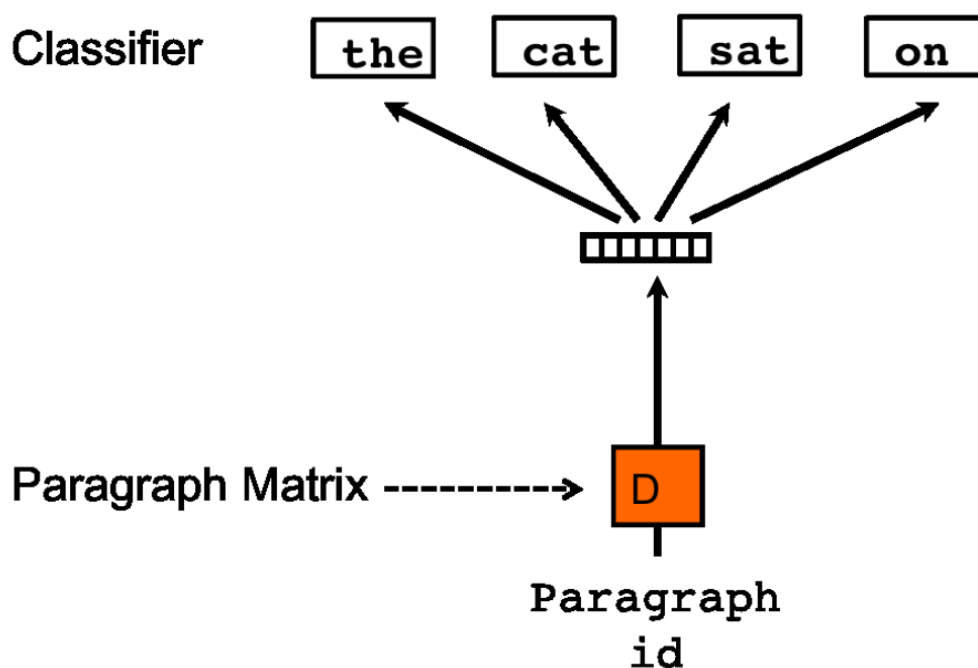 Classifier the cat sat on
Paragraph Matrix D
Paragraph
id